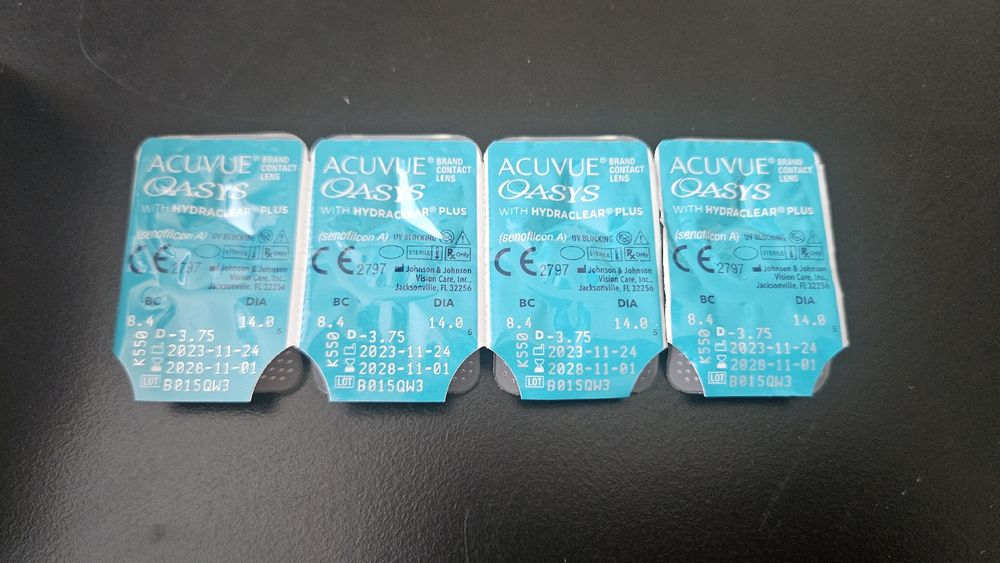 ACUVUE® BRAND CONTACT LENS
OASYS
WITH HYDRACLEAR® PLUS
(senofilcon A) UV BLOCKING
CE 2797 STERILE Rx Only
Johnson & Johnson
Vision Care, Inc.,
Jacksonville, FL 32256
BC DIA
8.4 14.0
K550
D-3.75
2023-11-24
2028-11-01
LOT B015QW3
ACUVUE® BRAND CONTACT LENS
OASYS
WITH HYDRACLEAR® PLUS
(senofilcon A) UV BLOCKING
CE 2797 STERILE Rx Only
Johnson & Johnson
Vision Care, Inc.,
Jacksonville, FL 32256
BC DIA
8.4 14.0
K550
D-3.75
2023-11-24
2028-11-01
LOT B015QW3
ACUVUE® BRAND CONTACT LENS
OASYS
WITH HYDRACLEAR® PLUS
(senofilcon A) UV BLOCKING
CE 2797 STERILE Rx Only
Johnson & Johnson
Vision Care, Inc.,
Jacksonville, FL 32256
BC DIA
8.4 14.0
K550
D-3.75
2023-11-24
2028-11-01
LOT B015QW3
ACUVUE® BRAND CONTACT LENS
OASYS
WITH HYDRACLEAR® PLUS
(senofilcon A) UV BLOCKING
CE 2797 STERILE Rx Only
Johnson & Johnson
Vision Care, Inc.,
Jacksonville, FL 32256
BC DIA
8.4 14.0
K550
D-3.75
2023-11-24
2028-11-01
LOT B015QW3